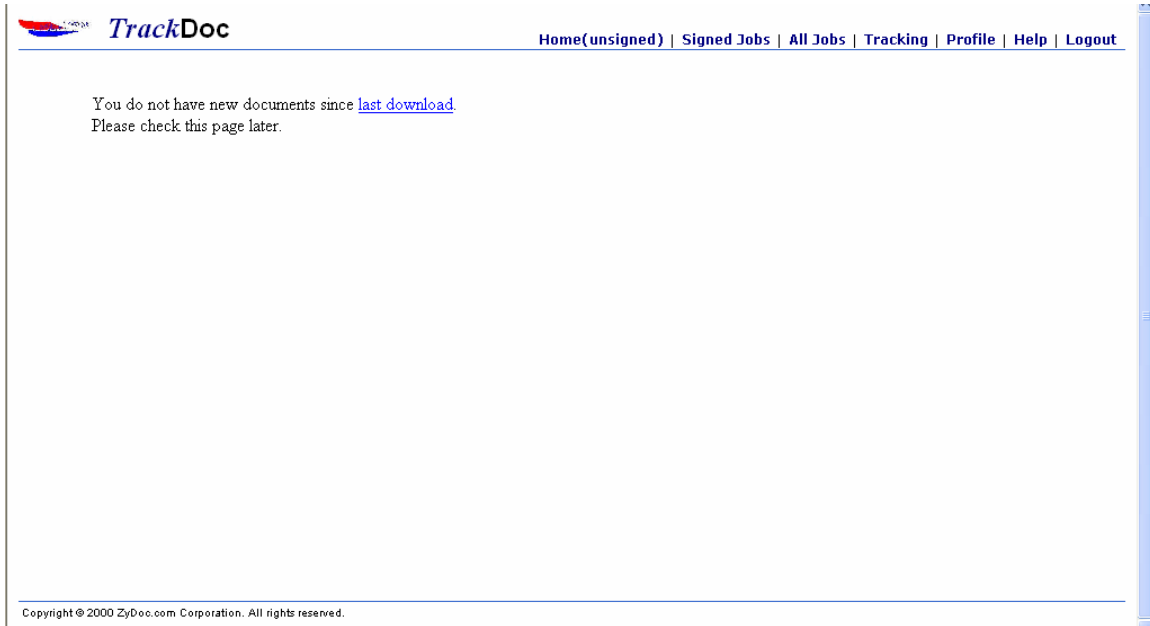 TrackDoc
Home(unsigned) | Signed Jobs | All Jobs | Tracking | Profile | Help | Logout
You do not have new documents since last download.
Please check this page later.
Copyright © 2000 ZyDoc.com Corporation. All rights reserved.